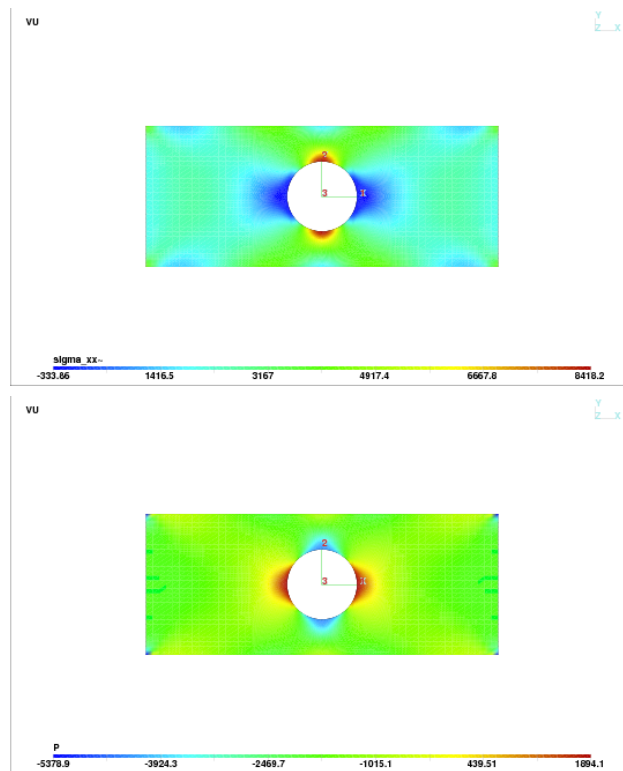 VU
Y
Z X
2
3 X
sigma_xx~
-333.66 1416.5 3167 4917.4 6667.8 8418.2
VU
Y
Z X
2
3 X
P
-5378.9 -3924.3 -2469.7 -1015.1 439.51 1894.1